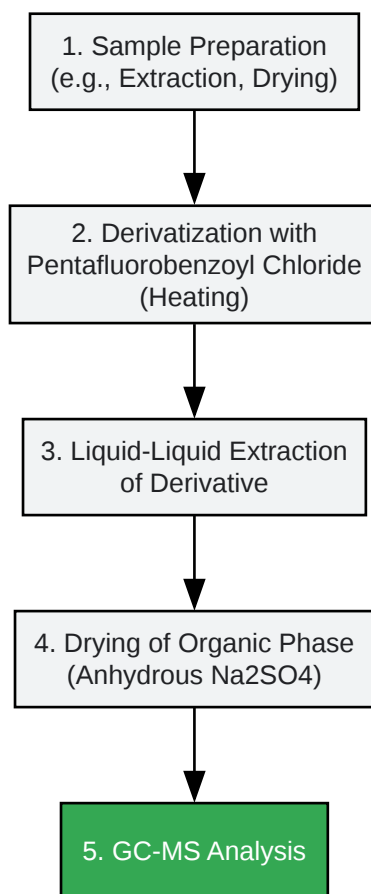 1. Sample Preparation
(e.g., Extraction, Drying)
2. Derivatization with
Pentafluorobenzoyl Chloride
(Heating)
3. Liquid-Liquid Extraction
of Derivative
4. Drying of Organic Phase
(Anhydrous Na2SO4)
5. GC-MS Analysis